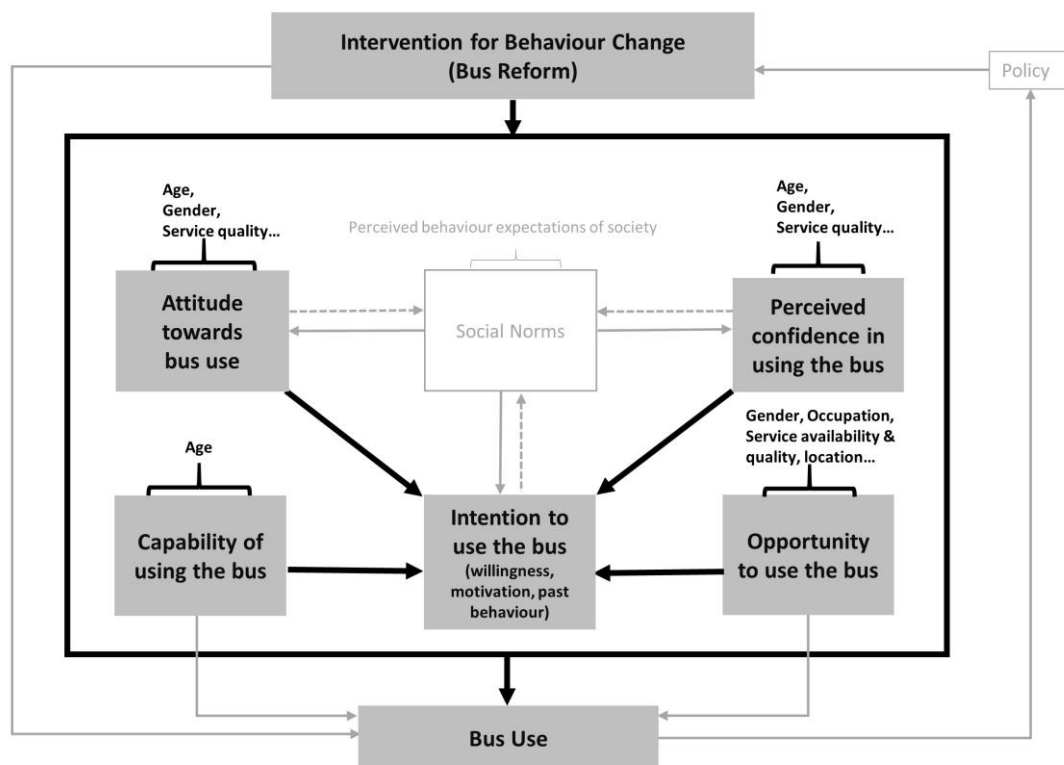 Intervention for Behaviour Change
(Bus Reform)
Policy
Age,
Gender,
Service quality...
Perceived behaviour expectations of society
Age,
Gender,
Service quality...
Attitude
towards
bus use
Social Norms
Perceived
confidence in
using the bus
Age
Gender, Occupation,
Service availability &
quality, location...
Capability of
using the bus
Intention to
use the bus
(willingness,
motivation, past
behaviour)
Opportunity
to use the bus
Bus Use